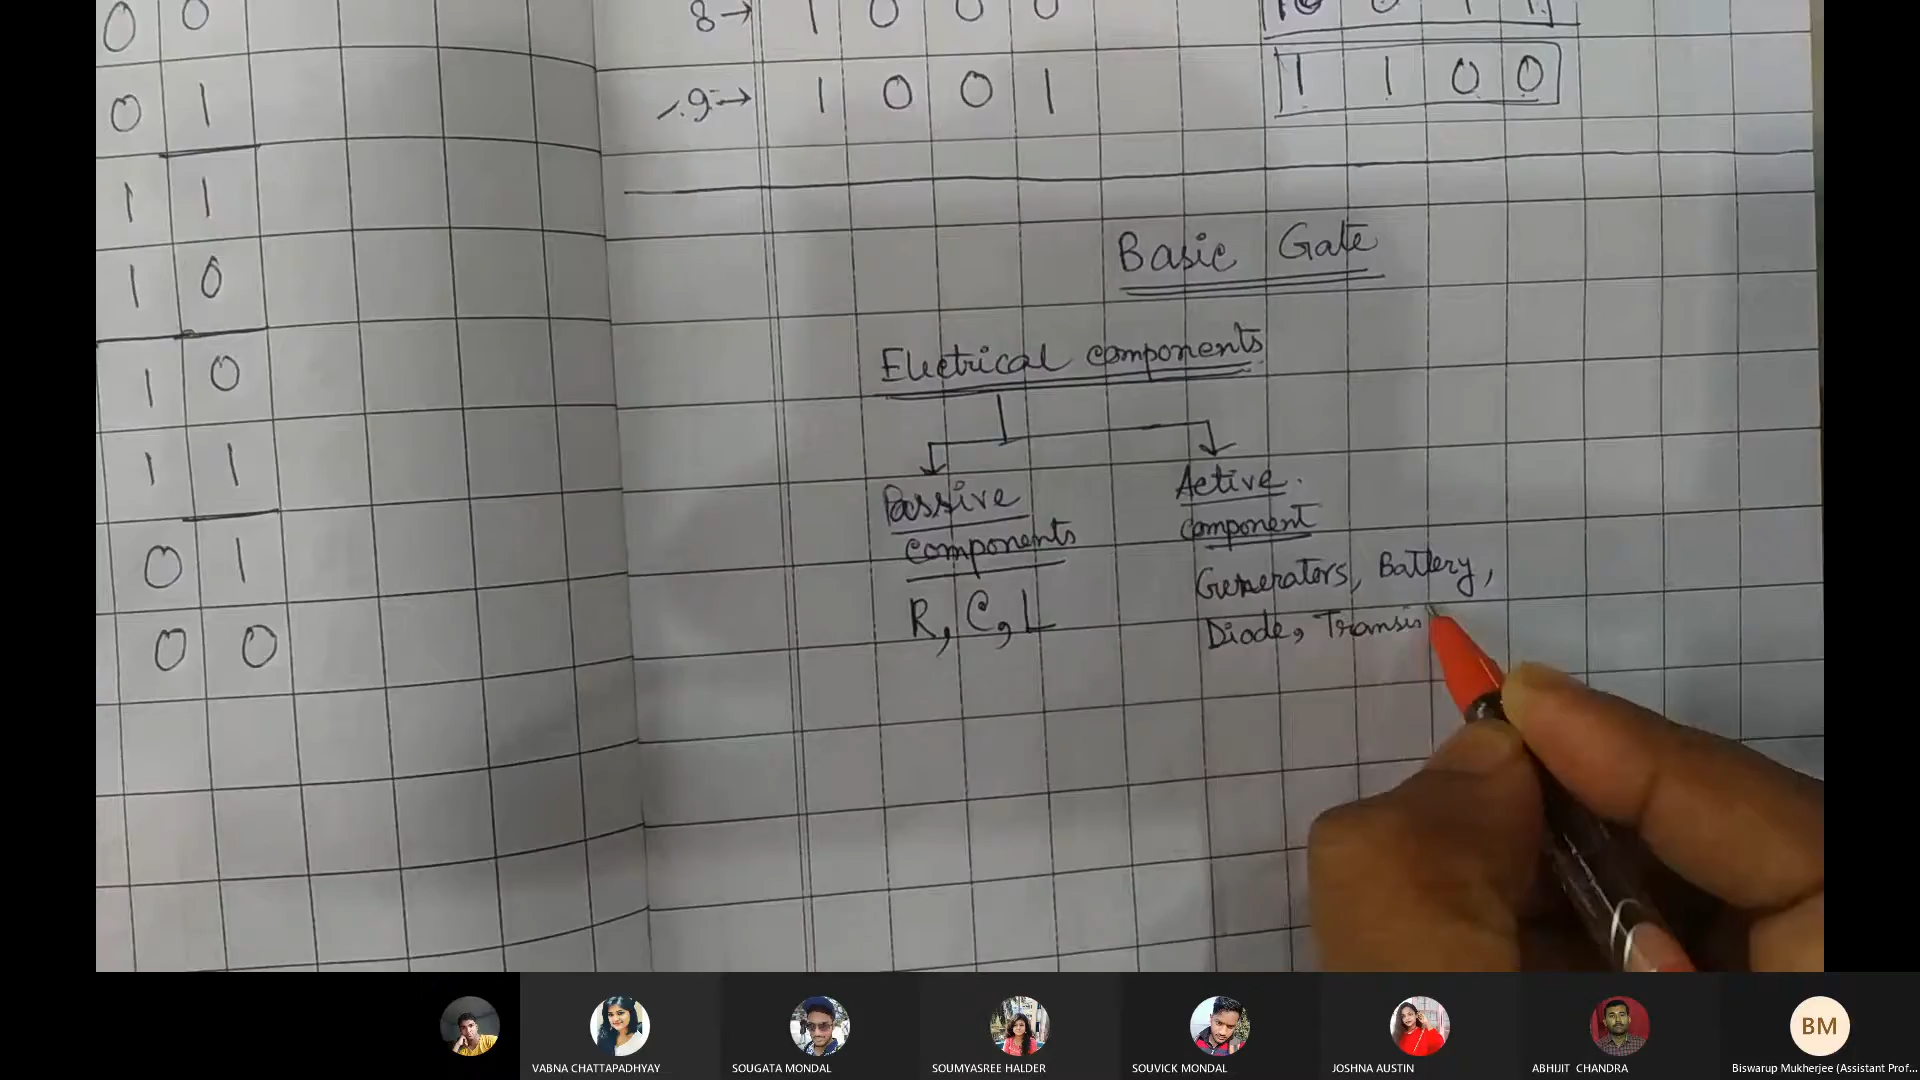 0 0
0 1
1 1
1 0
1 0
1 1
0 1
0 0
8→ 1 0 0 0
9→ 1 0 0 1
1 1 0 0
Basic Gate
Electrical components
Passive
components
R, C, L
Active
component
Generators, Battery,
Diode, Transis
VABNA CHATTAPADHYAY
SOUGATA MONDAL
SOUMYASREE HALDER
SOUVICK MONDAL
JOSHNA AUSTIN
ABHIJIT CHANDRA
BM
Biswarup Mukherjee (Assistant Prof...